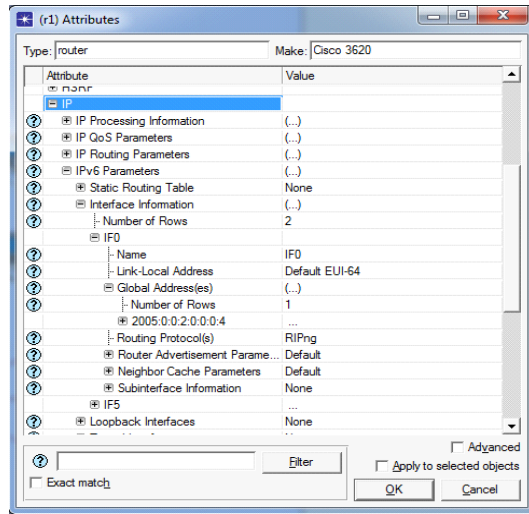 (r1) Attributes
Type: router Make: Cisco 3620
Attribute Value
HSRP
IP
IP Processing Information (...)
IP QoS Parameters (...)
IP Routing Parameters (...)
IPv6 Parameters (...)
Static Routing Table None
Interface Information (...)
Number of Rows 2
IF0
Name IF0
Link-Local Address Default EUI-64
Global Address(es) (...)
Number of Rows 1
2005:0:0:2:0:0:0:4 ...
Routing Protocol(s) RIPng
Router Advertisement Parame... Default
Neighbor Cache Parameters Default
Subinterface Information None
IF5 ...
Loopback Interfaces None
Advanced
Filter
Apply to selected objects
Exact match
OK Cancel